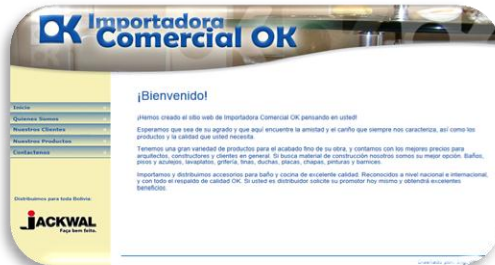 OK Importadora
Comercial OK
Inicio
Quienes Somos
Nuestros Clientes
Nuestros Productos
Contactenos
¡Bienvenido!
¡Hemos creado el sitio web de Importadora Comercial OK pensando en usted!
Esperamos que sea de su agrado y que aquí encuentre la amistad y el cariño que siempre nos caracteriza, así como los
productos y la calidad que usted necesita.
Tenemos una gran variedad de productos para el acabado fino de su obra, y contamos con los mejores precios para
arquitectos, constructores y clientes en general. Si busca material de construcción nosotros somos su mejor opción. Baños,
pisos y azulejos, lavaplatos, grifería, tinas, duchas, placas, chapas, pinturas y barnices.
Importamos y distribuimos accesorios para baño y cocina de excelente calidad. Reconocidos a nivel nacional e internacional,
y con todo el respaldo de calidad OK. Si usted es distribuidor solicite su promotor hoy mismo y obtendrá excelentes
beneficios.
Distribuimos para toda Bolivia:
JACKWAL
Faça bem feito.